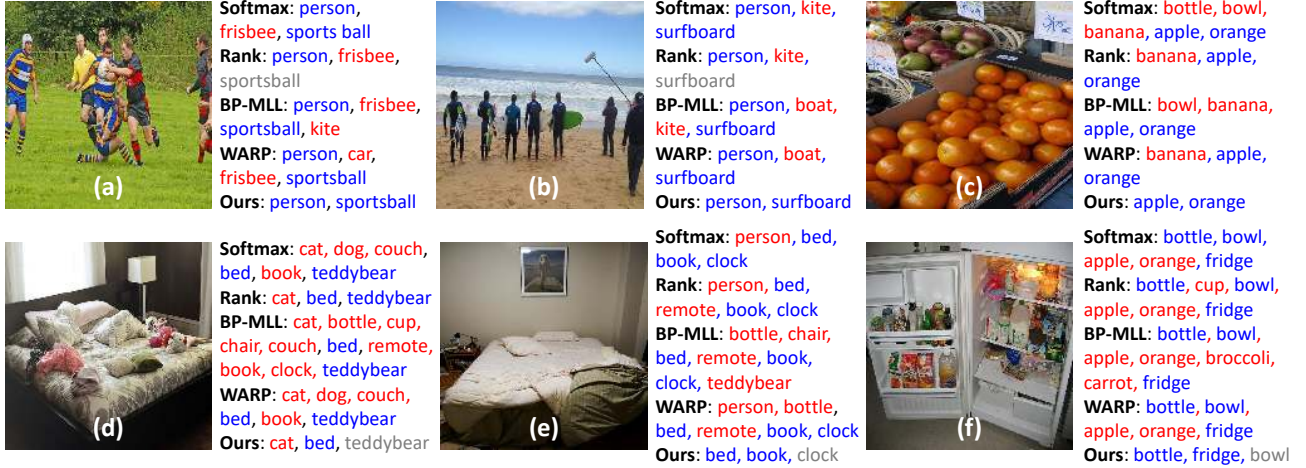 Softmax: person,
frisbee, sports ball
Rank: person, frisbee,
sportsball
BP-MLL: person, frisbee,
sportsball, kite
WARP: person, car,
frisbee, sportsball
Ours: person, sportsball
(a)
Softmax: person, kite,
surfboard
Rank: person, kite,
surfboard
BP-MLL: person, boat,
kite, surfboard
WARP: person, boat,
surfboard
Ours: person, surfboard
(b)
Softmax: bottle, bowl,
banana, apple, orange
Rank: banana, apple,
orange
BP-MLL: bowl, banana,
apple, orange
WARP: banana, apple,
orange
Ours: apple, orange
(c)
Softmax: cat, dog, couch,
bed, book, teddybear
Rank: cat, bed, teddybear
BP-MLL: cat, bottle, cup,
chair, couch, bed, remote,
book, clock, teddybear
WARP: cat, dog, couch,
bed, book, teddybear
Ours: cat, bed, teddybear
(d)
Softmax: person, bed,
book, clock
Rank: person, bed,
remote, book, clock
BP-MLL: bottle, chair,
bed, remote, book,
clock, teddybear
WARP: person, bottle,
bed, remote, book, clock
Ours: bed, book, clock
(e)
Softmax: bottle, bowl,
apple, orange, fridge
Rank: bottle, cup, bowl,
apple, orange, fridge
BP-MLL: bottle, bowl,
apple, orange, broccoli,
carrot, fridge
WARP: bottle, bowl,
apple, orange, fridge
Ours: bottle, fridge, bowl
(f)